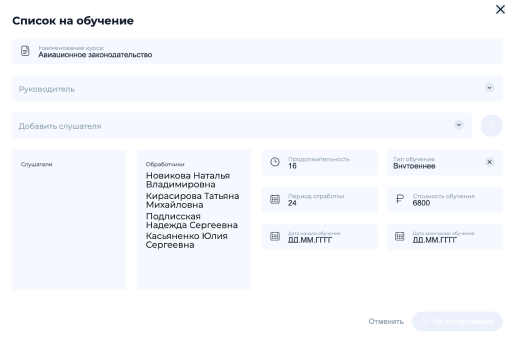 Список на обучение
Наименование курса:
Авиационное законодательство
Руководитель
Добавить слушателя
Слушатели
Обработчики
Новикова Наталья
Владимировна
Кирасирова Татьяна
Михайловна
Подлисская
Надежда Сергеевна
Касьяненко Юлия
Сергеевна
Продолжительность
16
Тип обучения
Внутреннее
Период отработки
24
Стоимость обучения
6800
Дата начала обучения
ДД.ММ.ГГГГ
Дата окончания обучения
ДД.ММ.ГГГГ
Отменить
На согласование